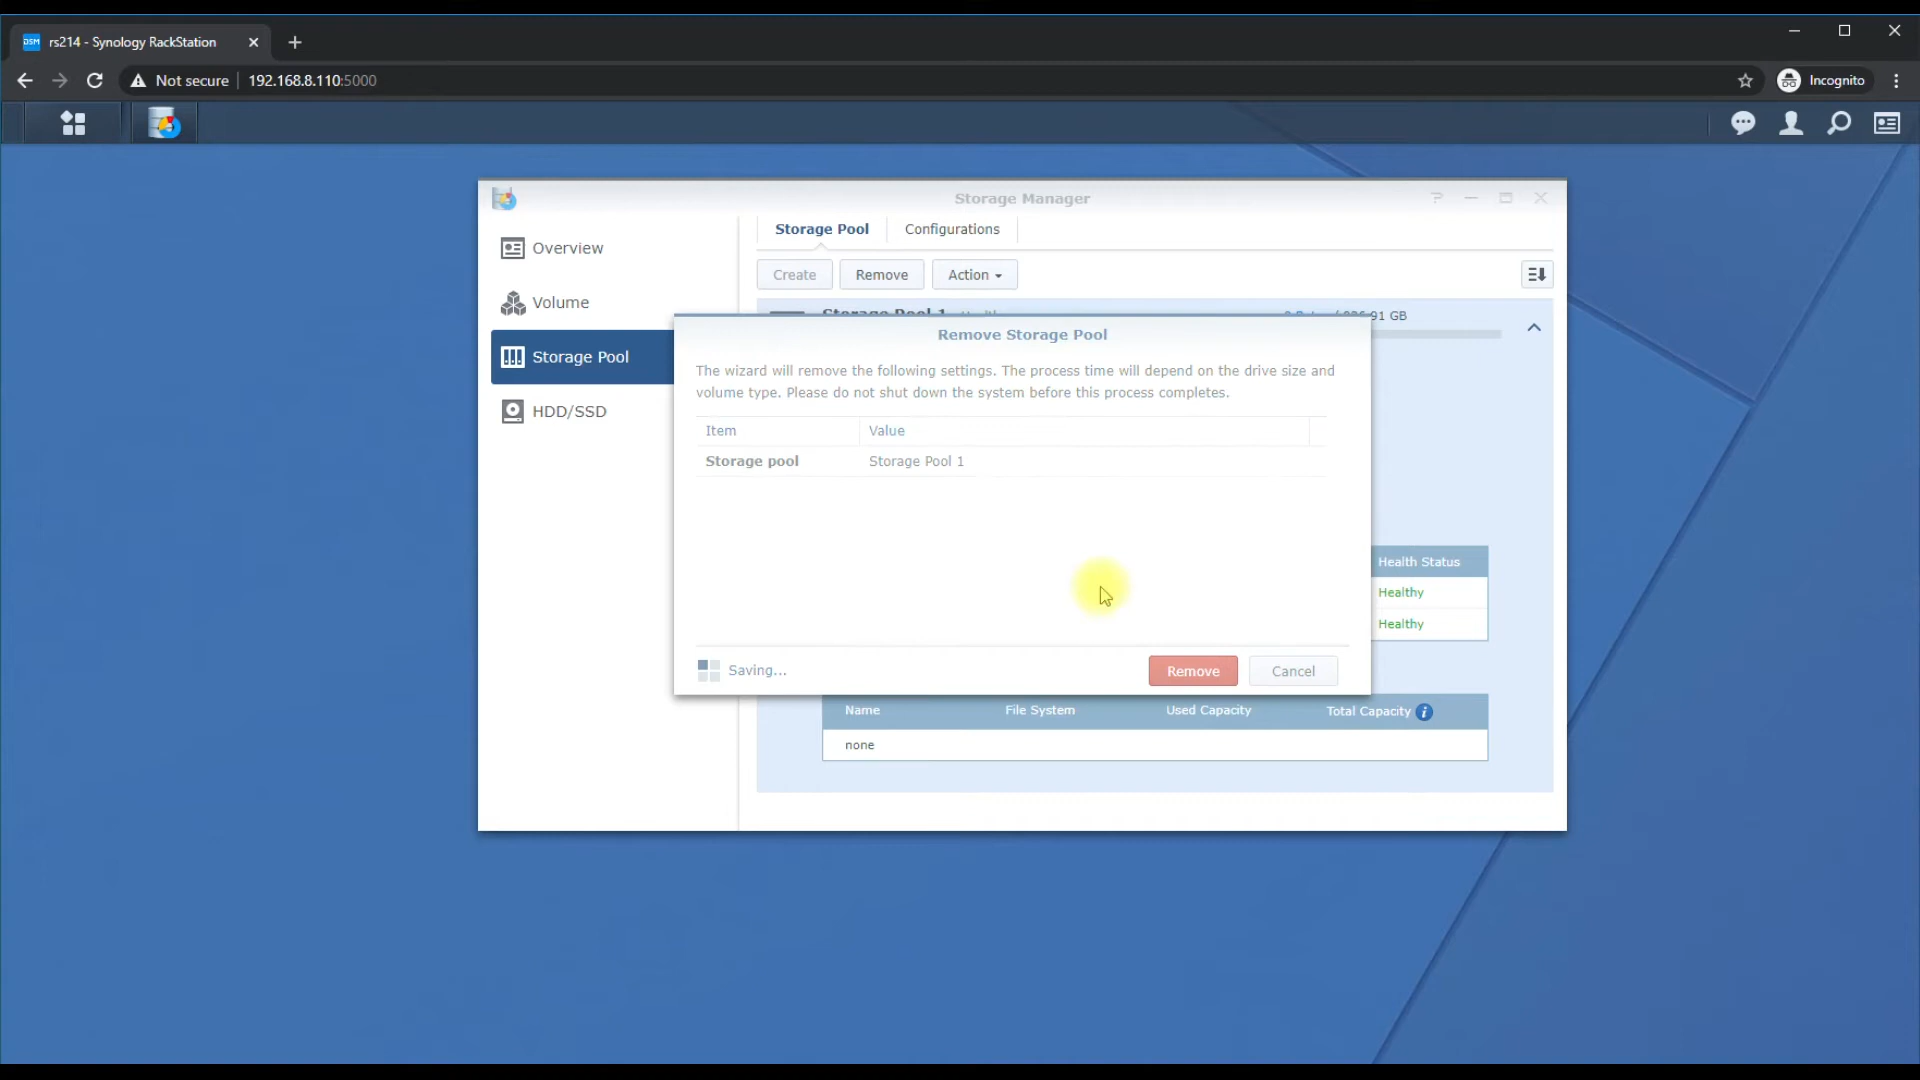 rs214 - Synology RackStation
Not secure 192.168.8.110:5000
Incognito
Storage Manager
Overview
Volume
Storage Pool
HDD/SSD
Storage Pool Configurations
Create Remove Action
Storage Pool 1
91 GB
Remove Storage Pool
The wizard will remove the following settings. The process time will depend on the drive size and
volume type. Please do not shut down the system before this process completes.
Item Value
Storage pool Storage Pool 1
Health Status
Healthy
Healthy
Saving...
Remove Cancel
Name File System Used Capacity Total Capacity
none